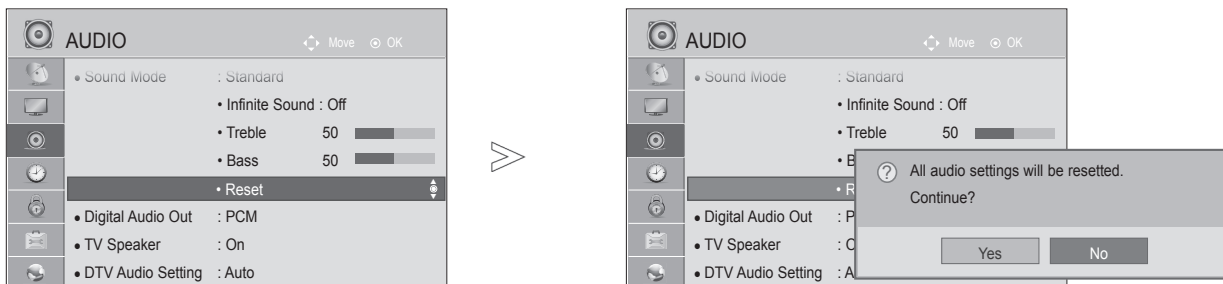 AUDIO Move OK
• Sound Mode : Standard
• Infinite Sound : Off
• Treble 50
• Bass 50
• Reset
• Digital Audio Out : PCM
• TV Speaker : On
• DTV Audio Setting : Auto
AUDIO Move OK
• Sound Mode : Standard
• Infinite Sound : Off
• Treble 50
• B
• R
• Digital Audio Out : P
• TV Speaker : O
• DTV Audio Setting : A
? All audio settings will be resetted.
Continue?
Yes No